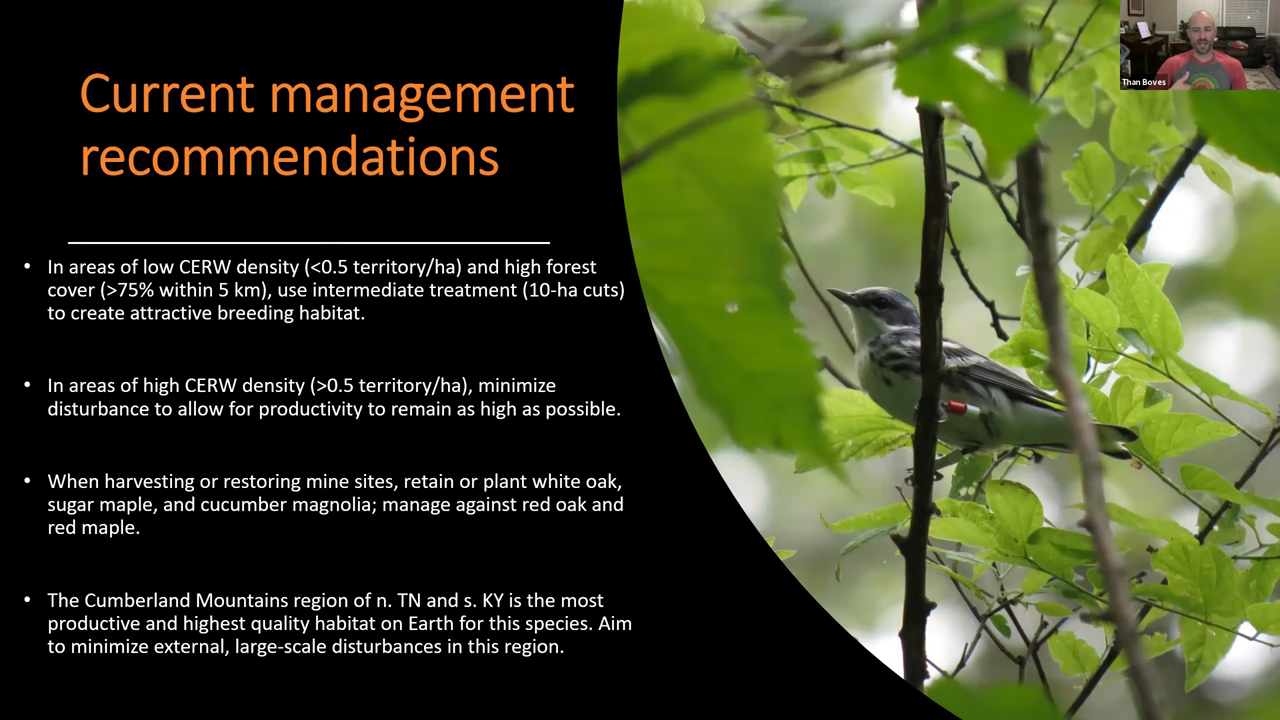 Current management
recommendations
• In areas of low CERW density (<0.5 territory/ha) and high forest
cover (>75% within 5 km), use intermediate treatment (10-ha cuts)
to create attractive breeding habitat.
• In areas of high CERW density (>0.5 territory/ha), minimize
disturbance to allow for productivity to remain as high as possible.
• When harvesting or restoring mine sites, retain or plant white oak,
sugar maple, and cucumber magnolia; manage against red oak and
red maple.
• The Cumberland Mountains region of n. TN and s. KY is the most
productive and highest quality habitat on Earth for this species. Aim
to minimize external, large-scale disturbances in this region.
Than Boves